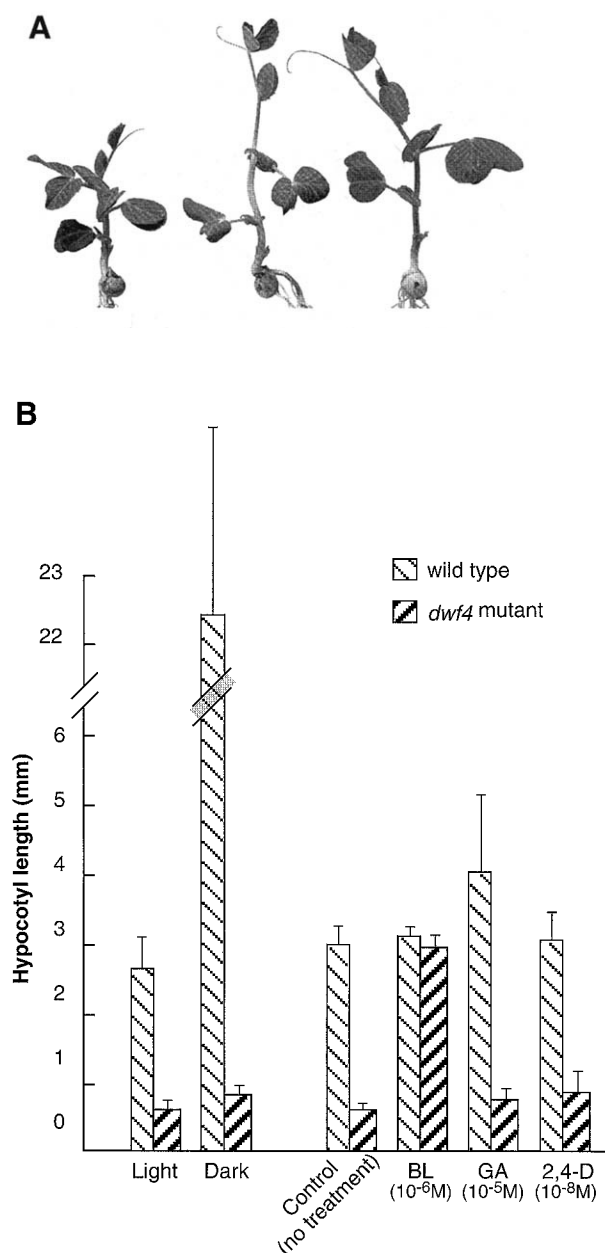 A
B
wild type
dwf4 mutant
Hypocotyl length (mm)
23
22
6
5
4
3
2
1
0
Light
Dark
Control
(no treatment)
BL
(10-6M)
GA
(10-5M)
2,4-D
(10-8M)